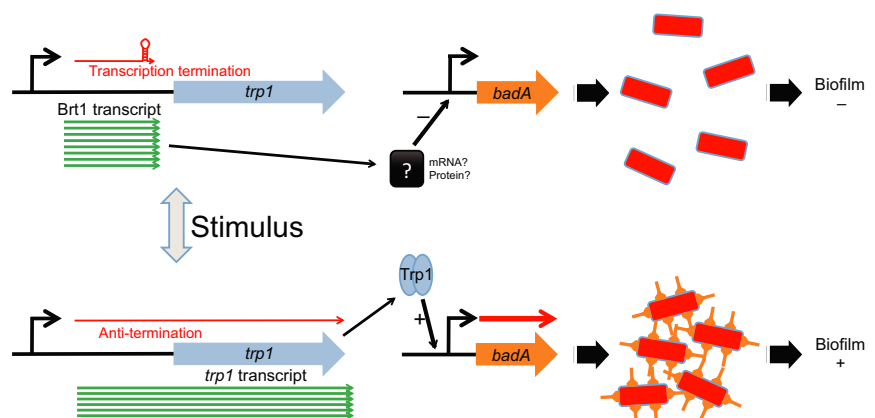 Transcription termination
trp1
badA
Biofilm
–
Brt1 transcript
–
?
mRNA?
Protein?
Stimulus
Trp1
+
Anti-termination
trp1
badA
Biofilm
+
trp1 transcript